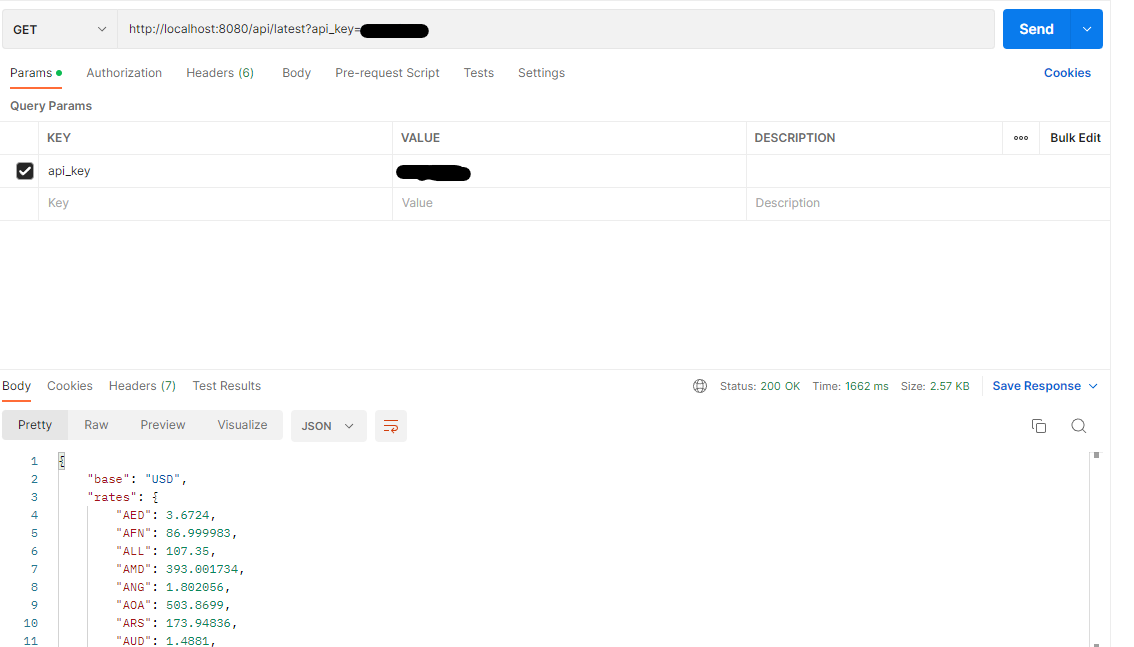 GET http://localhost:8080/api/latest?api_key= Send
Params Authorization Headers (6) Body Pre-request Script Tests Settings Cookies
Query Params
KEY VALUE DESCRIPTION Bulk Edit
api_key
Key Value Description
Body Cookies Headers (7) Test Results Status: 200 OK Time: 1662 ms Size: 2.57 KB Save Response
Pretty Raw Preview Visualize JSON
1 {
2 "base": "USD",
3 "rates": {
4 "AED": 3.6724,
5 "AFN": 86.999983,
6 "ALL": 107.35,
7 "AMD": 393.001734,
8 "ANG": 1.802056,
9 "AOA": 503.8699,
10 "ARS": 173.94836,
11 "AUD": 1.4881,